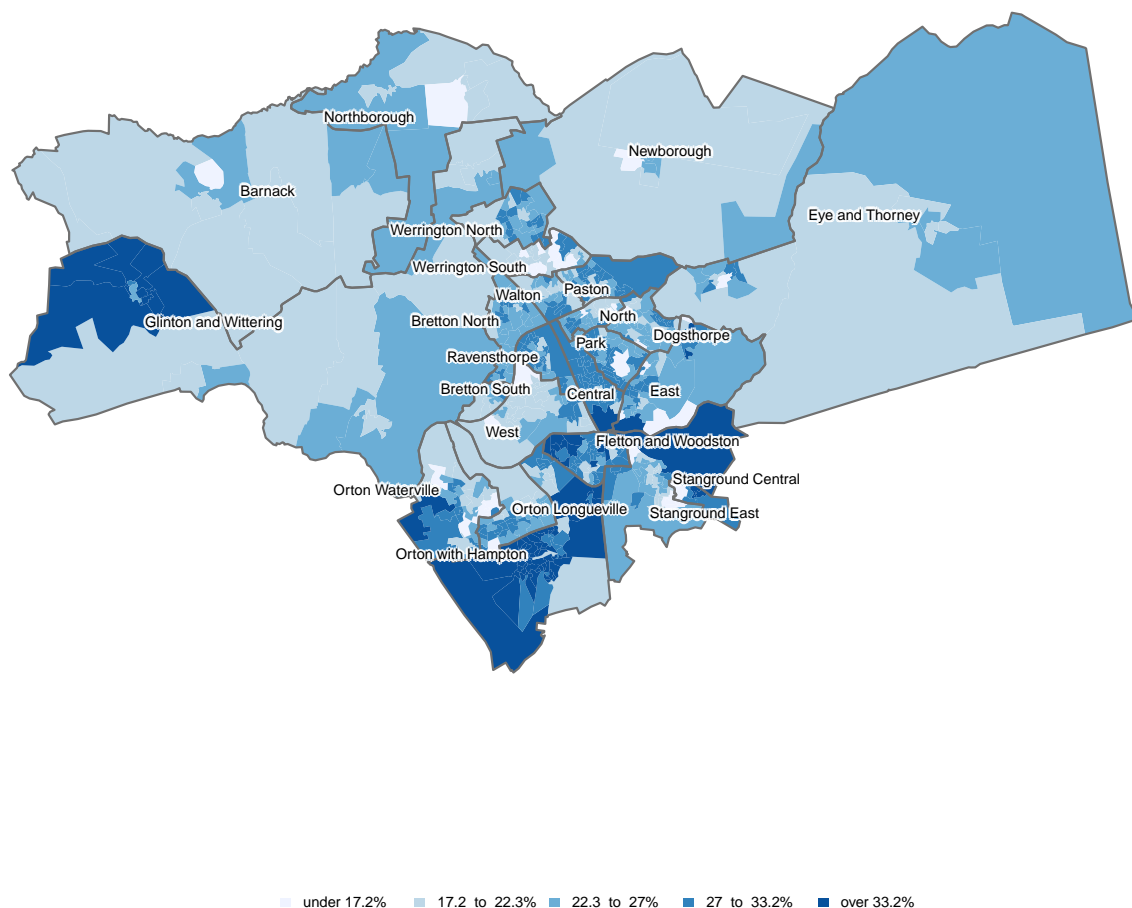 Northborough
Newborough
Barnack
Eye and Thorney
Werrington North
Werrington South
Paston
Walton
North
Bretton North
Glinton and Wittering
Dogsthorpe
Park
Ravensthorpe
Bretton South
East
Central
West
Fletton and Woodston
Stanground Central
Orton Waterville
Orton Longueville
Stanground East
Orton with Hampton
under 17.2% 17.2 to 22.3% 22.3 to 27% 27 to 33.2% over 33.2%